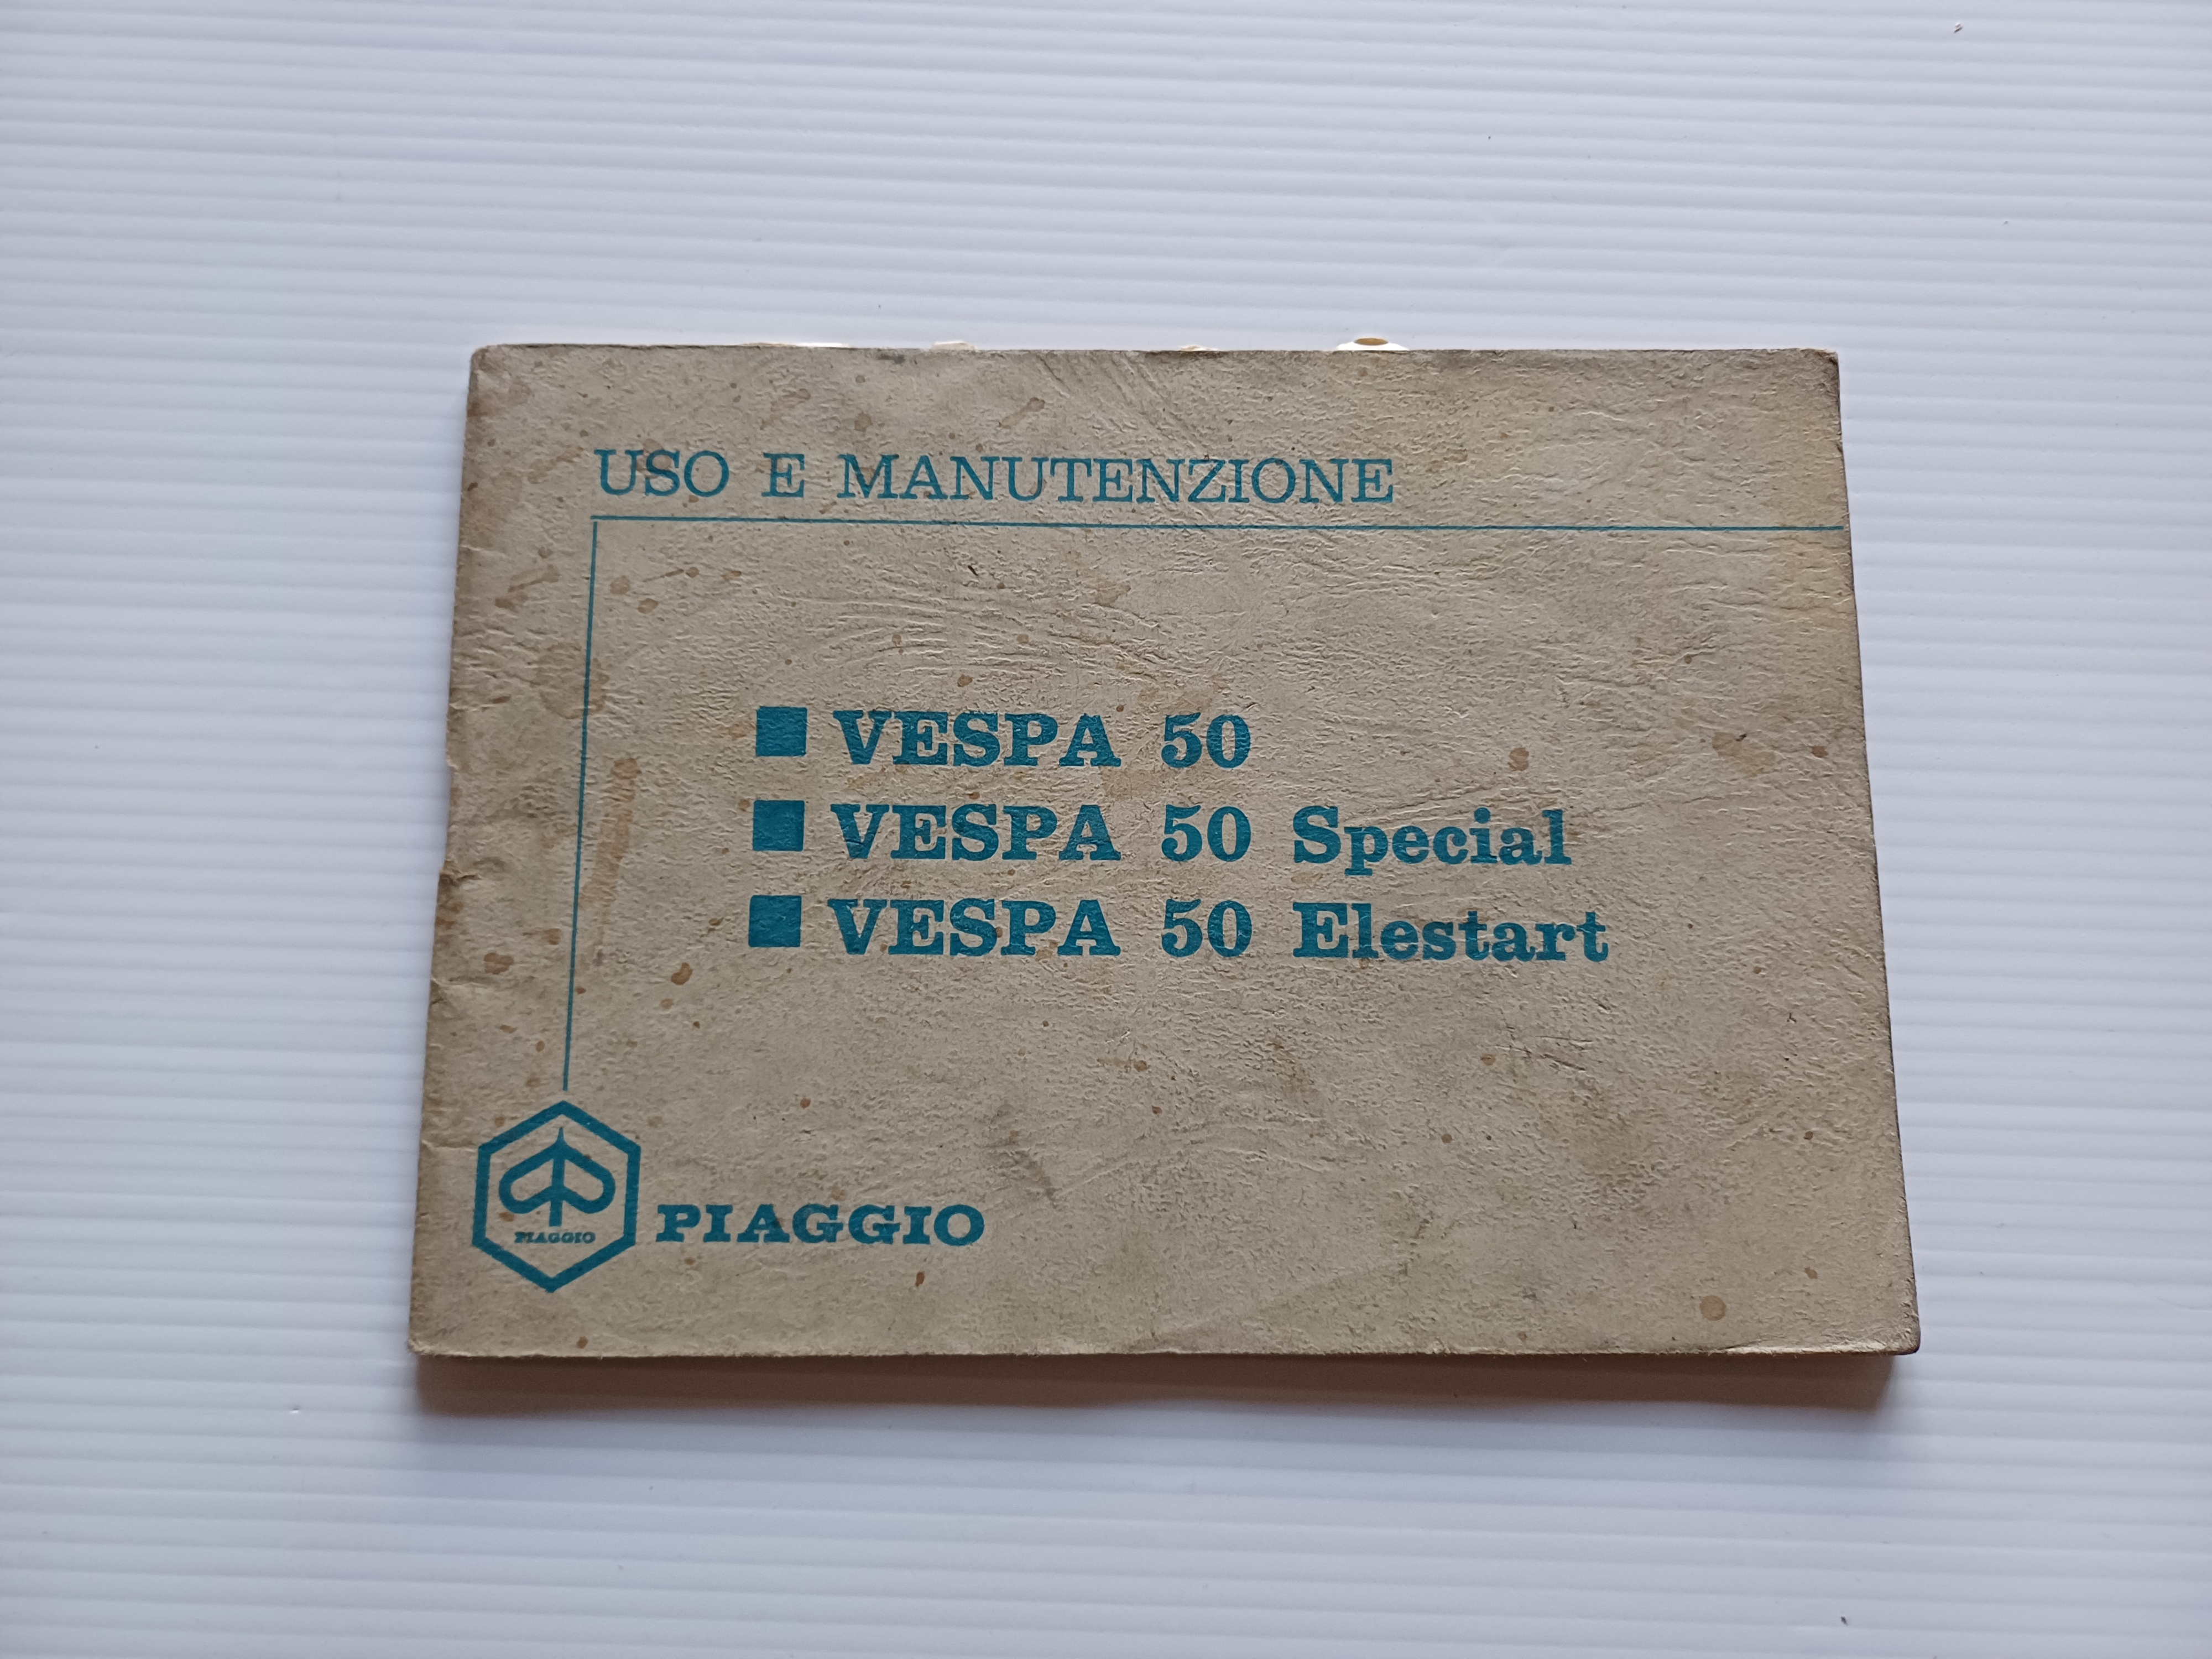 USO E MANUTENZIONE
VESPA 50
VESPA 50 Special
VESPA 50 Elestart
PIAGGIO
PIAGGIO